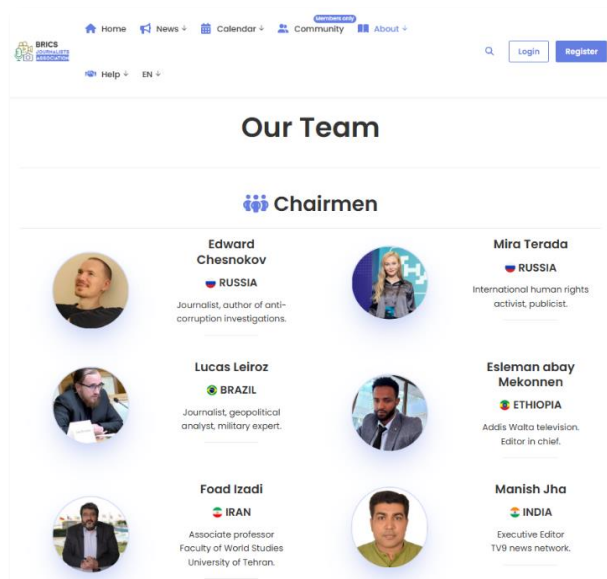 Members only
Home News Calendar Community About
BRICS
JOURNALISTS
ASSOCIATION
Login Register
Help EN
Our Team
Chairmen
Edward
Chesnokov
RUSSIA
Journalist, author of anti-
corruption investigations.
Mira Terada
RUSSIA
International human rights
activist, publicist.
Lucas Leiroz
BRAZIL
Journalist, geopolitical
analyst, military expert.
Esleman abay
Mekonnen
ETHIOPIA
Addis Walta television.
Editor in chief.
Foad Izadi
IRAN
Associate professor
Faculty of World Studies
University of Tehran.
Manish Jha
INDIA
Executive Editor
TV9 news network.